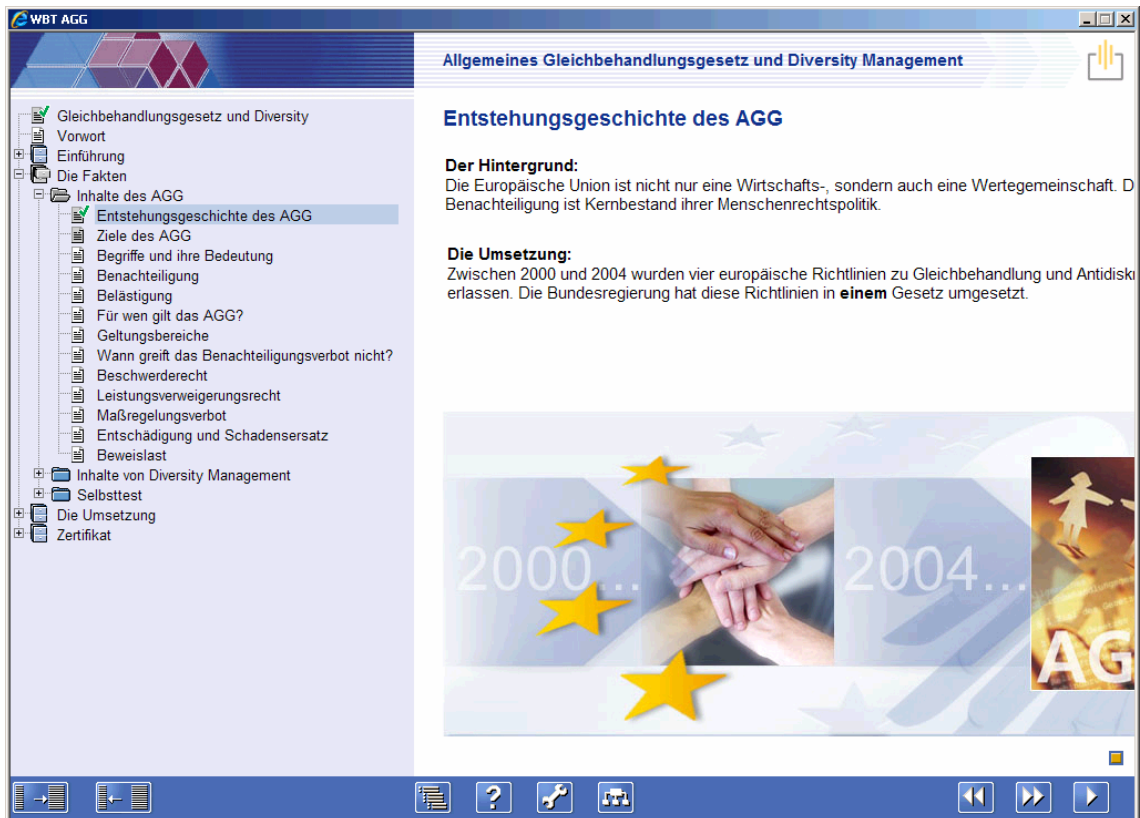 WBT AGG
Allgemeines Gleichbehandlungsgesetz und Diversity Management
Gleichbehandlungsgesetz und Diversity
Vorwort
Einführung
Die Fakten
Inhalte des AGG
Entstehungsgeschichte des AGG
Ziele des AGG
Begriffe und ihre Bedeutung
Benachteiligung
Belästigung
Für wen gilt das AGG?
Geltungsbereiche
Wann greift das Benachteiligungsverbot nicht?
Beschwerderecht
Leistungsverweigerungsrecht
Maßregelungsverbot
Entschädigung und Schadensersatz
Beweislast
Inhalte von Diversity Management
Selbsttest
Die Umsetzung
Zertifikat
Entstehungsgeschichte des AGG
Der Hintergrund:
Die Europäische Union ist nicht nur eine Wirtschafts-, sondern auch eine Wertegemeinschaft. D
Benachteiligung ist Kernbestand ihrer Menschenrechtspolitik.
Die Umsetzung:
Zwischen 2000 und 2004 wurden vier europäische Richtlinien zu Gleichbehandlung und Antidiskr
erlassen. Die Bundesregierung hat diese Richtlinien in einem Gesetz umgesetzt.
2000...
2004...
AG